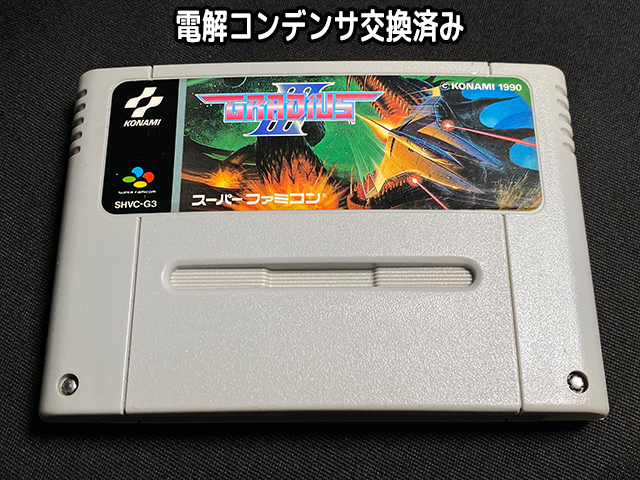 電解コンデンサ交換済み
KONAMI
SUPER FAMICOM
SHVC-G3
GRADIUS
III
TM
スーパーファミコン
©KONAMI 1990